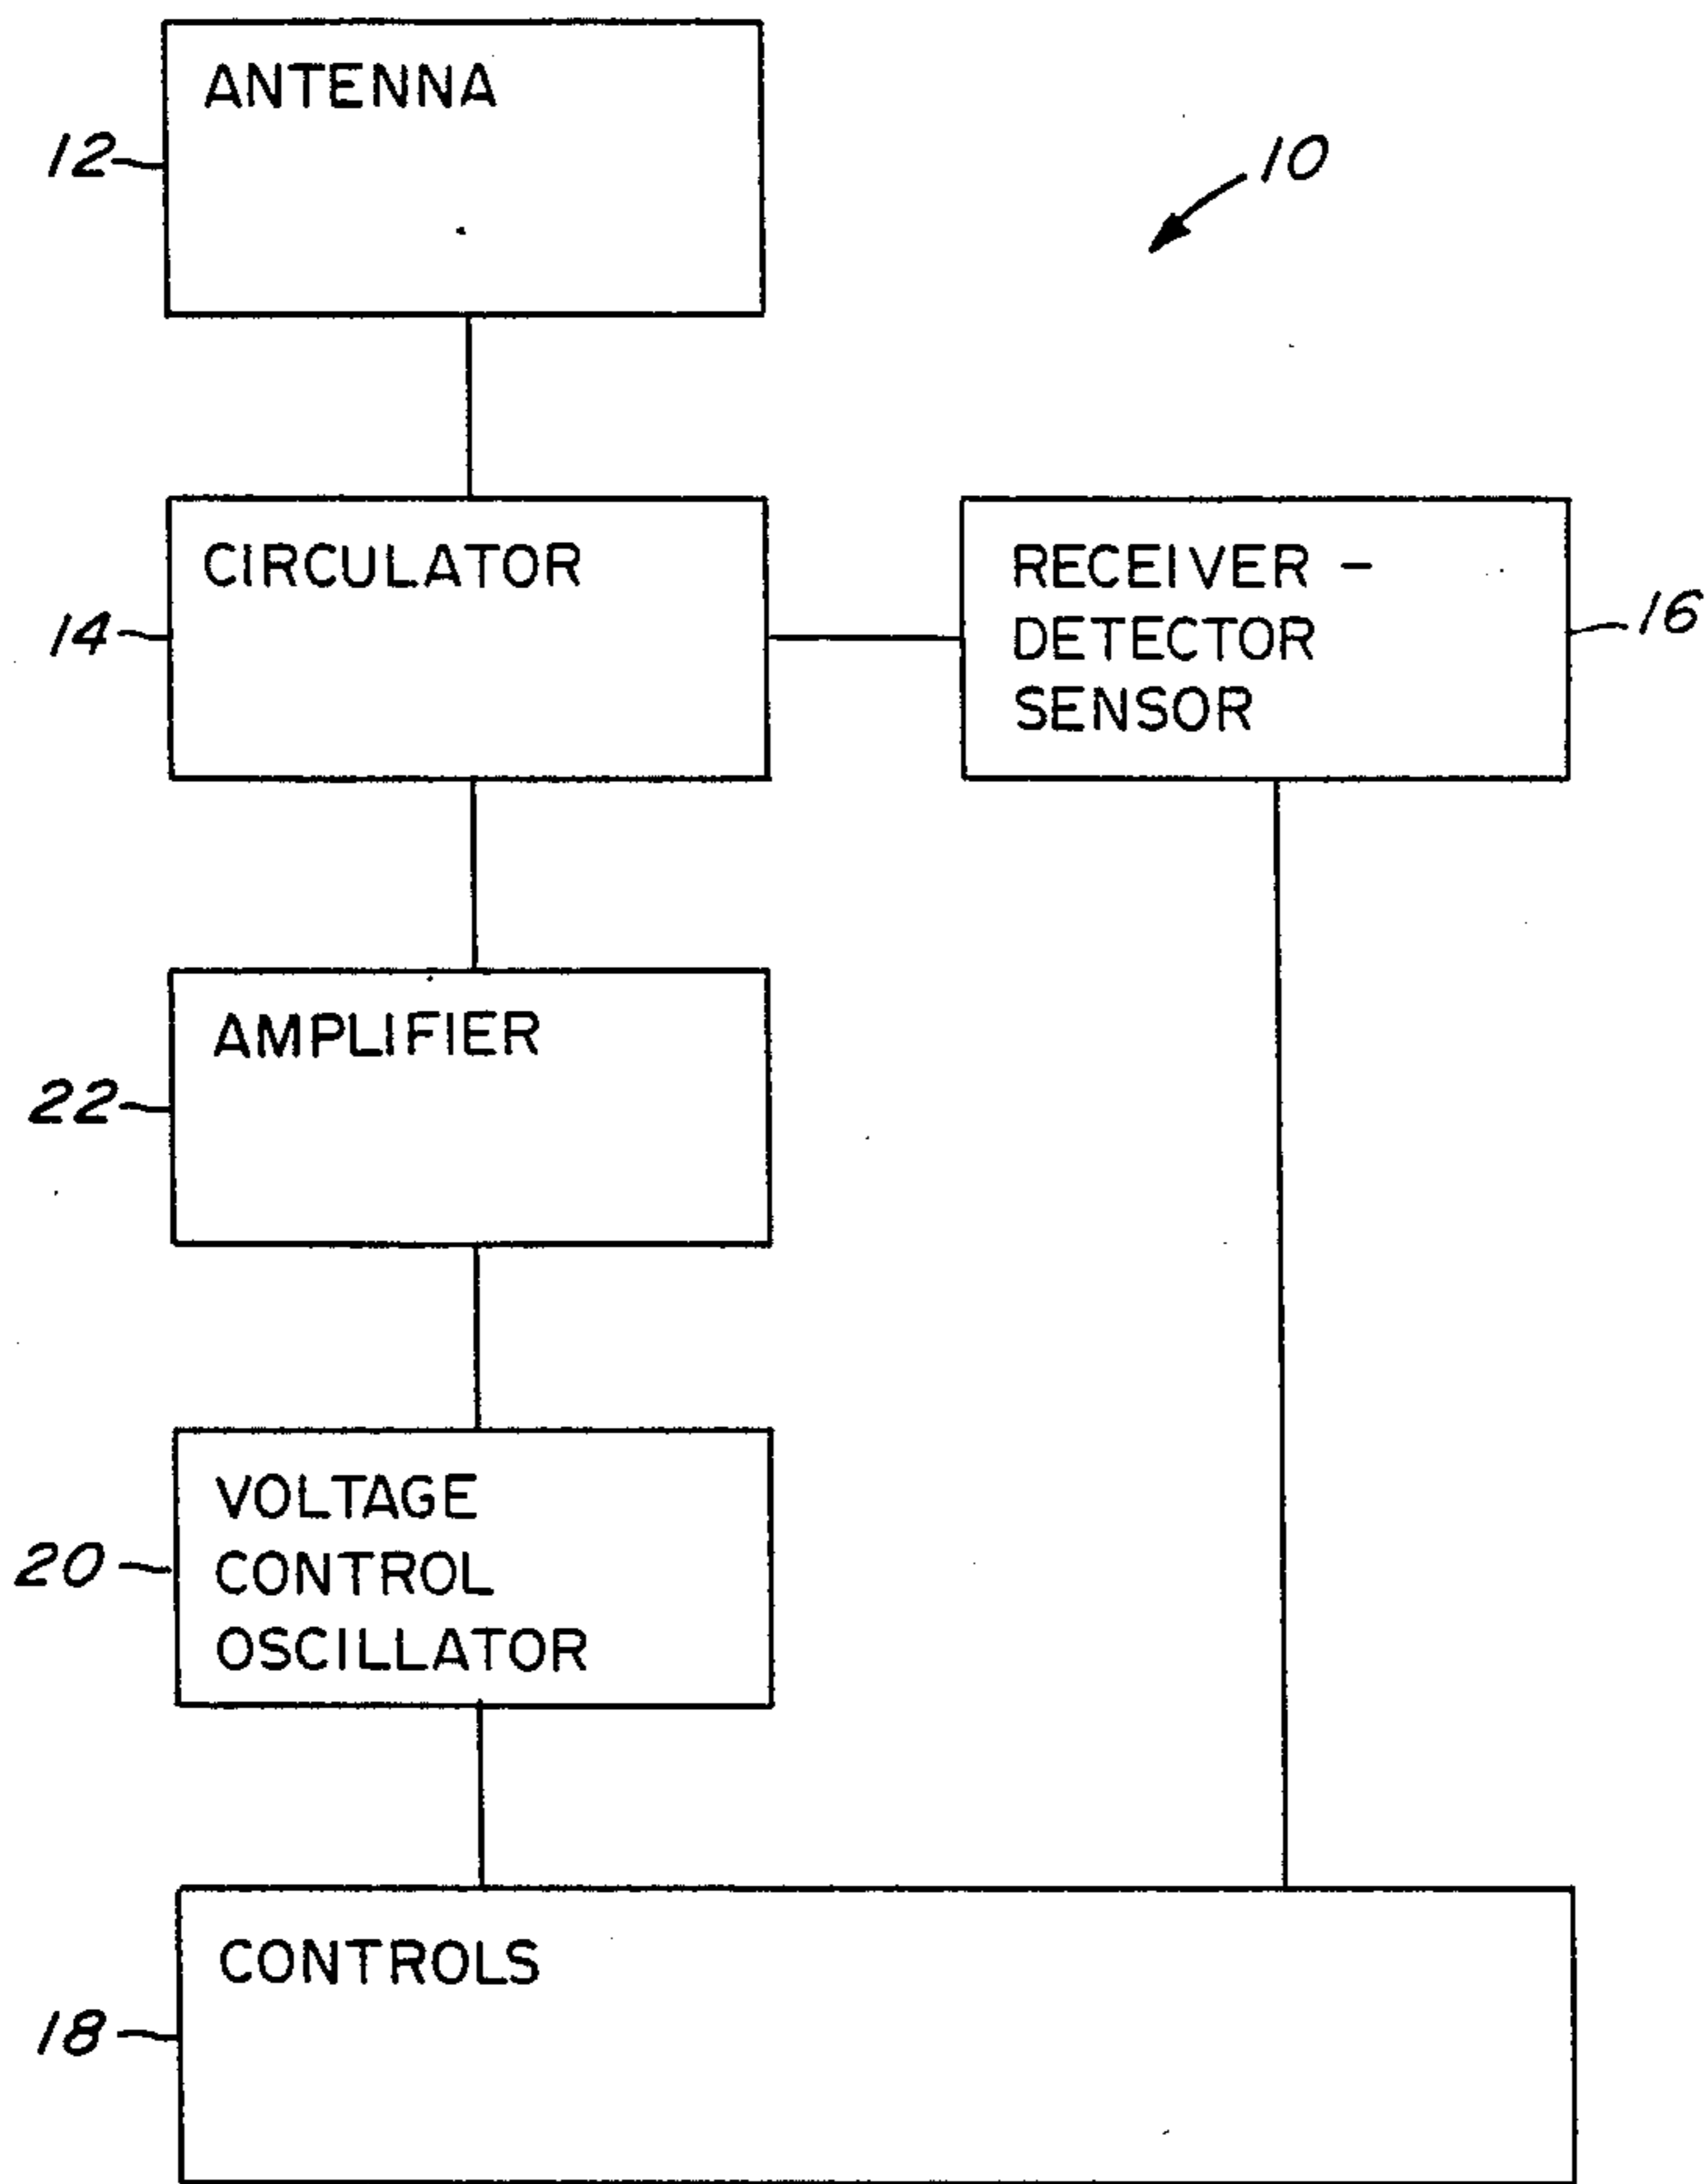 ANTENNA
12
10
CIRCULATOR
14
RECEIVER -
DETECTOR
SENSOR
16
AMPLIFIER
22
VOLTAGE
CONTROL
OSCILLATOR
20
CONTROLS
18